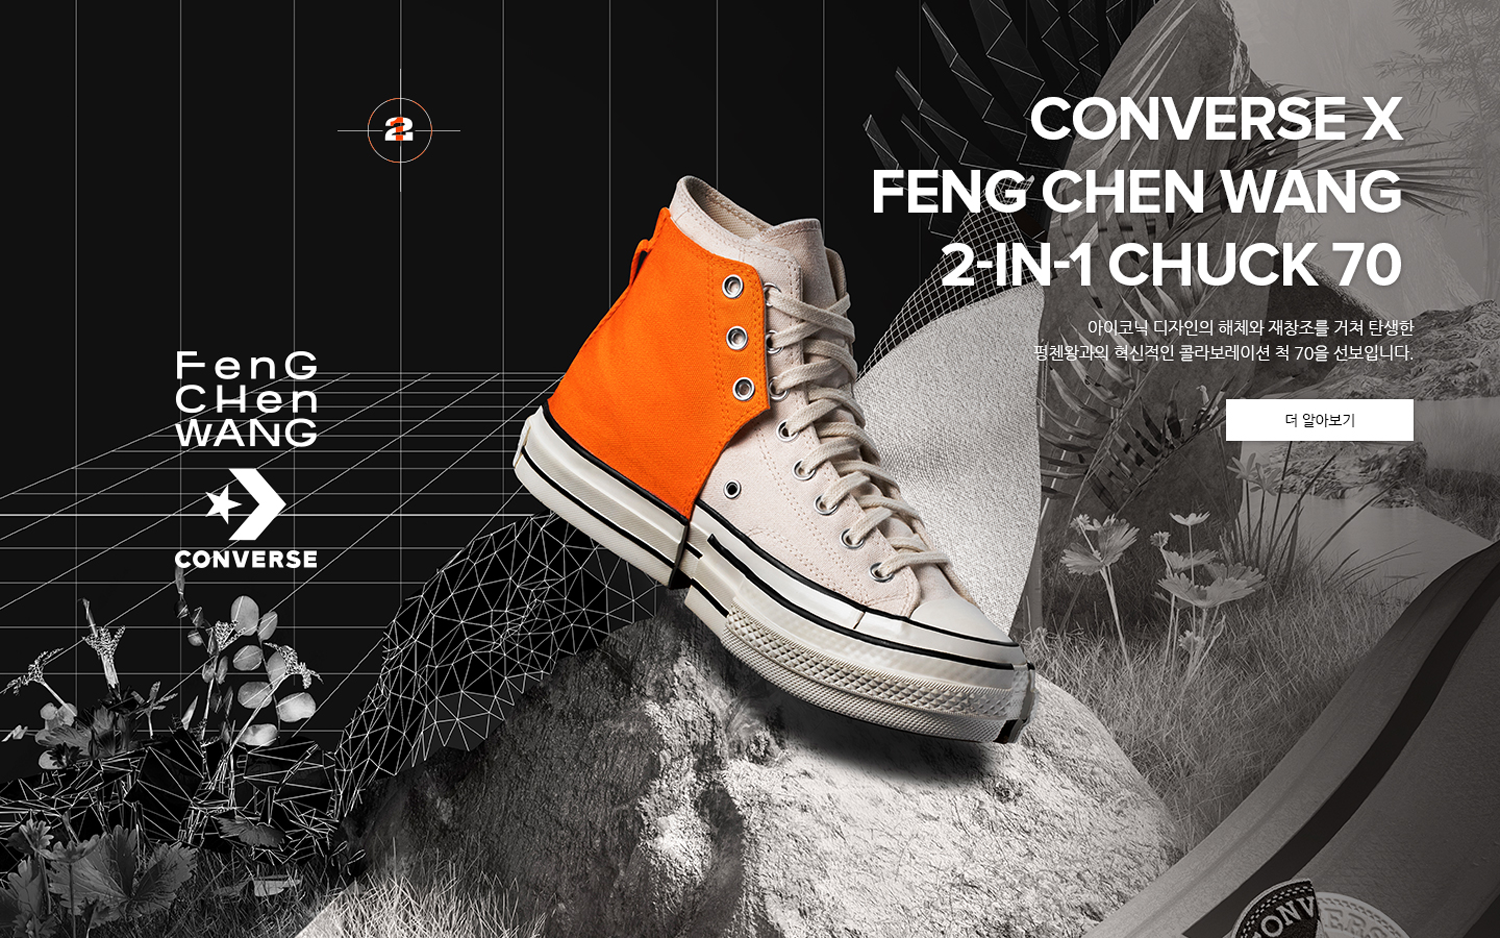 CONVERSE X
FENG CHEN WANG
2-IN-1 CHUCK 70
아이코닉 디자인의 해체와 재창조를 거쳐 탄생한
펑첸왕과의 혁신적인 콜라보레이션 척 70을 선보입니다.
더 알아보기
2
FenG
CHen
WANG
CONVERSE
CONVERSE